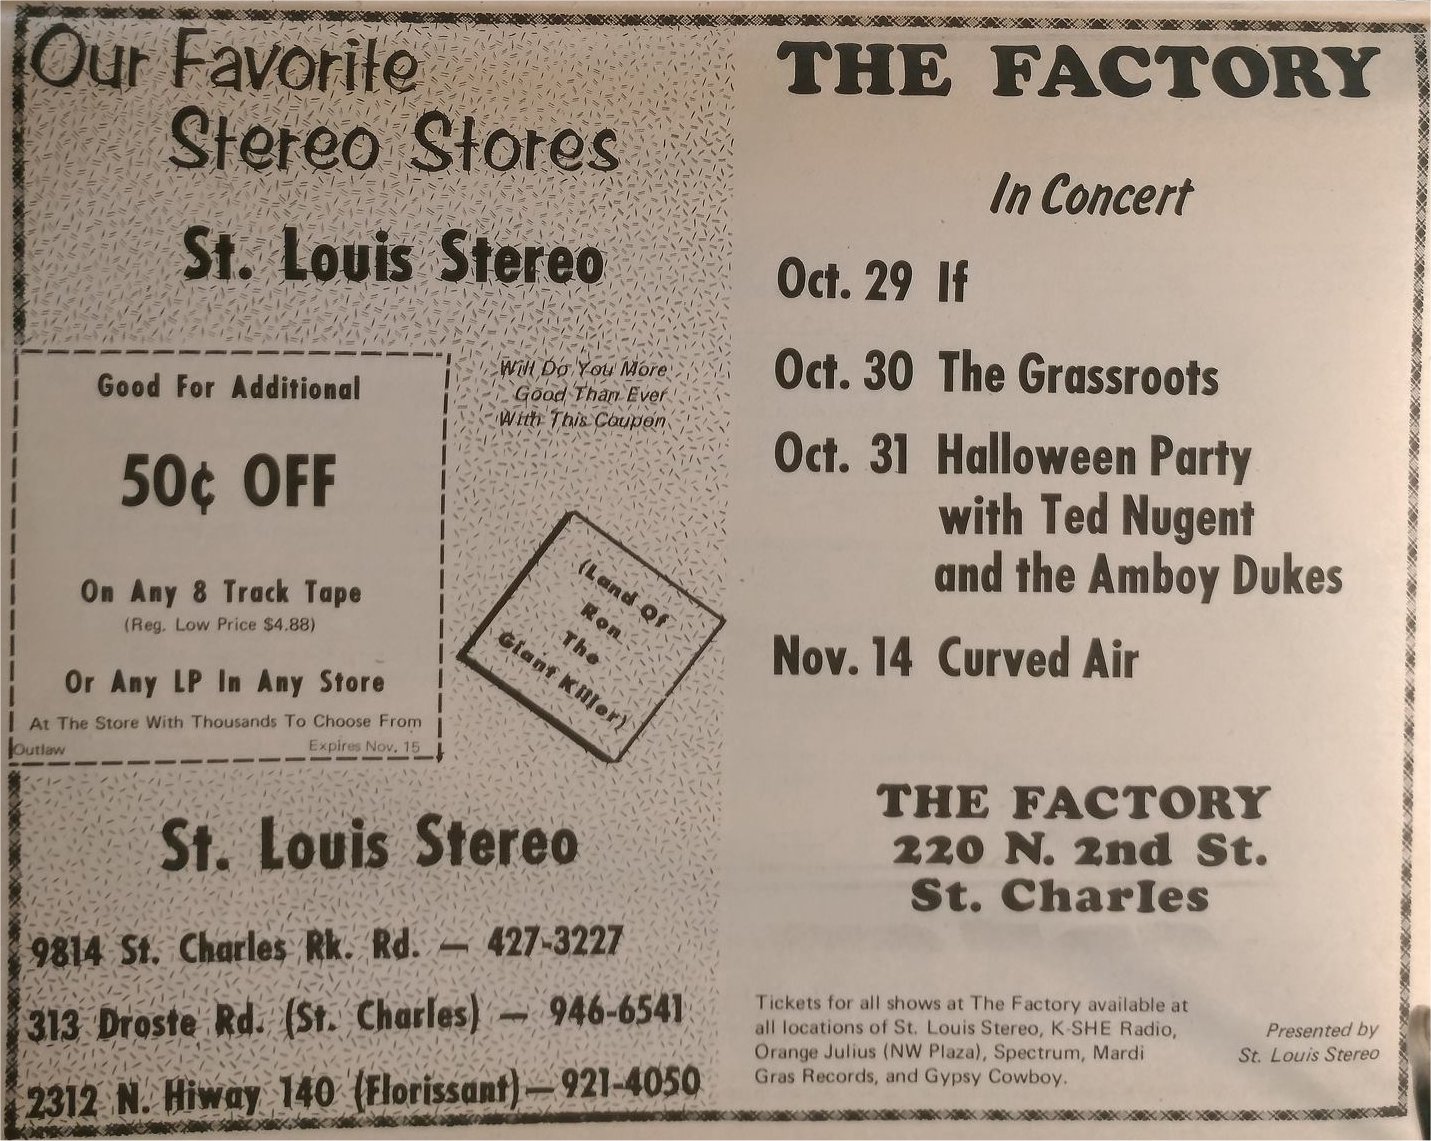 Our Favorite
Stereo Stores
St. Louis Stereo
Good For Additional
50¢ OFF
On Any 8 Track Tape
(Reg. Low Price $4.88)
Or Any LP In Any Store
At The Store With Thousands To Choose From
Outlaw Expires Nov. 15
Will Do You More
Good Than Ever
With This Coupon
(Land Of
Ron
The
Giant Killer)
St. Louis Stereo
9814 St. Charles Rk. Rd. — 427-3227
313 Droste Rd. (St. Charles) — 946-6541
2312 N. Hiway 140 (Florissant) — 921-4050
THE FACTORY
In Concert
Oct. 29 If
Oct. 30 The Grassroots
Oct. 31 Halloween Party
with Ted Nugent
and the Amboy Dukes
Nov. 14 Curved Air
THE FACTORY
220 N. 2nd St.
St. Charles
Tickets for all shows at The Factory available at
all locations of St. Louis Stereo, K-SHE Radio,
Orange Julius (NW Plaza), Spectrum, Mardi
Gras Records, and Gypsy Cowboy.
Presented by
St. Louis Stereo